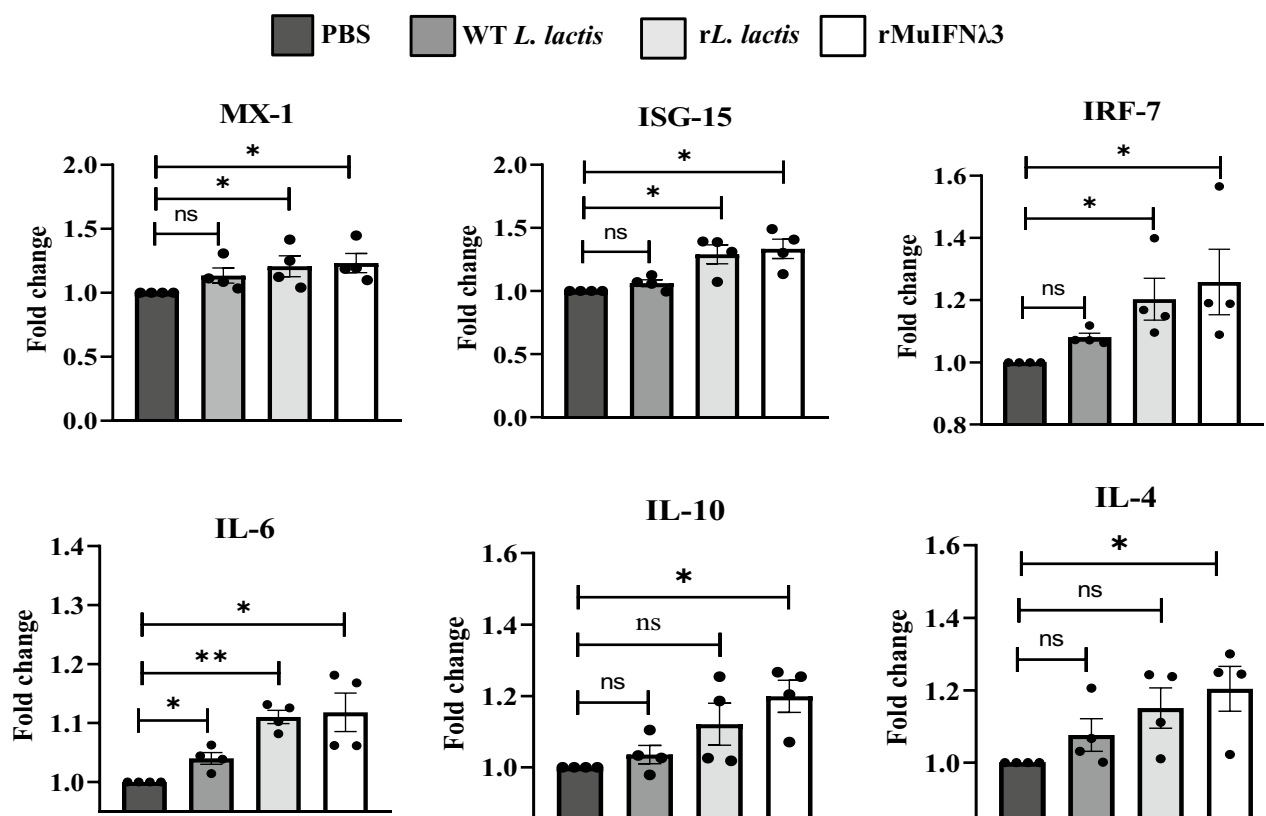 PBS WT L. lactis rL. lactis rMuIFNλ3
MX-1
ISG-15
IRF-7
Fold change
2.0
1.5
1.0
0.5
0.0
ns
*
*
Fold change
2.0
1.5
1.0
0.5
0.0
ns
*
*
Fold change
1.6
1.4
1.2
1.0
0.8
ns
*
*
IL-6
IL-10
IL-4
Fold change
1.4
1.3
1.2
1.1
1.0
*
**
*
Fold change
1.6
1.4
1.2
1.0
ns
ns
*
Fold change
1.6
1.4
1.2
1.0
ns
ns
*